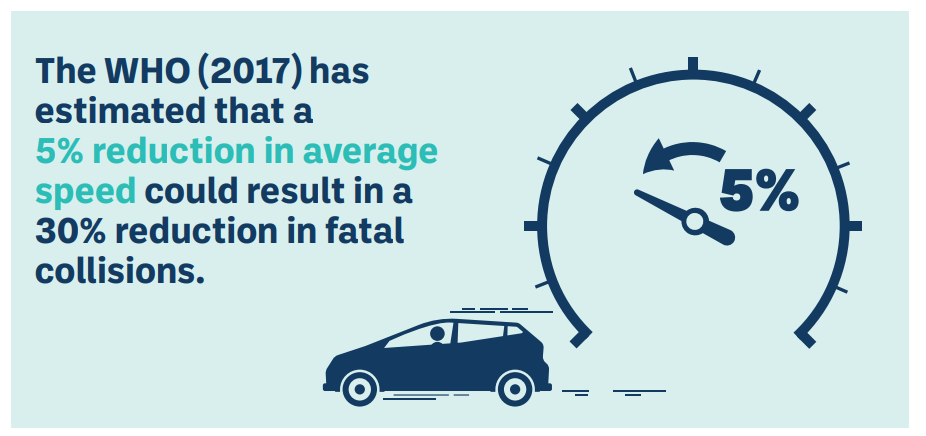 The WHO (2017) has
estimated that a
5% reduction in average
speed could result in a
30% reduction in fatal
collisions.
5%